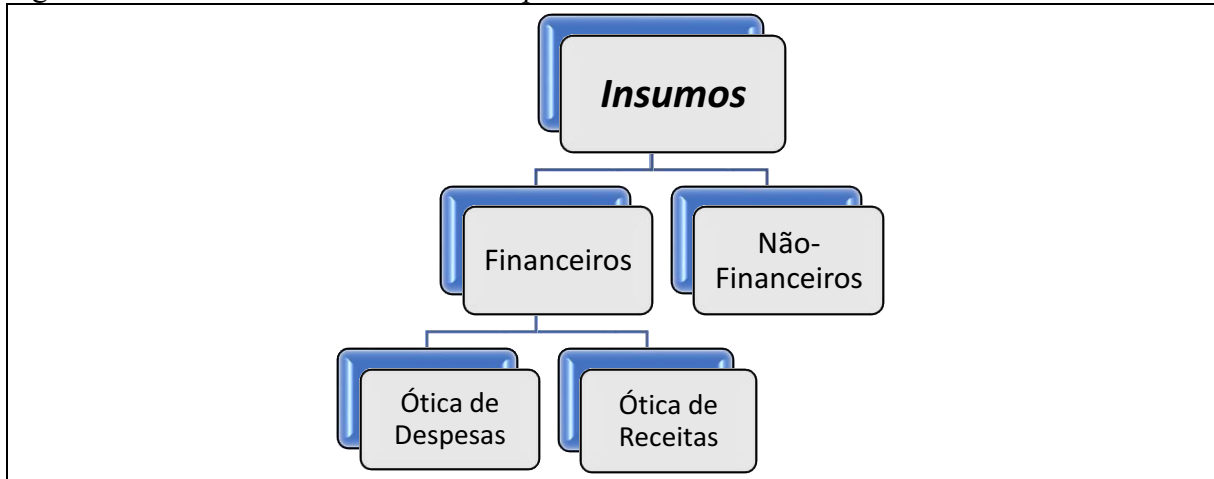 Insumos
Financeiros
Não-
Financeiros
Ótica de
Despesas
Ótica de
Receitas